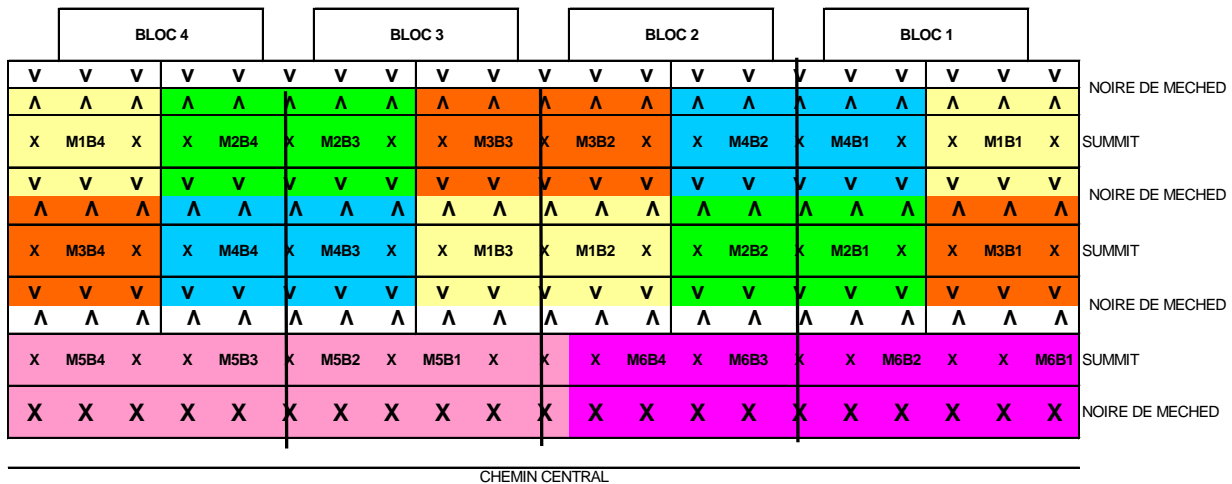 BLOC 4 BLOC 3 BLOC 2 BLOC 1
V V V V V V V V V V V V V V V V V V V V V
NOIRE DE MECHED
Λ Λ Λ Λ Λ Λ Λ Λ Λ Λ Λ Λ Λ Λ Λ Λ Λ Λ Λ Λ Λ
X M1B4 X X M2B4 X M2B3 X X M3B3 X M3B2 X X M4B2 X M4B1 X X M1B1 X SUMMIT
V V V V V V V V V V V V V V V V V V V V V
NOIRE DE MECHED
Λ Λ Λ Λ Λ Λ Λ Λ Λ Λ Λ Λ Λ Λ Λ Λ Λ Λ Λ Λ Λ
X M3B4 X X M4B4 X M4B3 X X M1B3 X M1B2 X X M2B2 X M2B1 X X M3B1 X SUMMIT
V V V V V V V V V V V V V V V V V V V V V
NOIRE DE MECHED
Λ Λ Λ Λ Λ Λ Λ Λ Λ Λ Λ Λ Λ Λ Λ Λ Λ Λ Λ Λ Λ
X M5B4 X X M5B3 X M5B2 X M5B1 X X X M6B4 X M6B3 X X M6B2 X X M6B1 SUMMIT
X X X X X X X X X X X X X X X X X X X X X NOIRE DE MECHED
CHEMIN CENTRAL